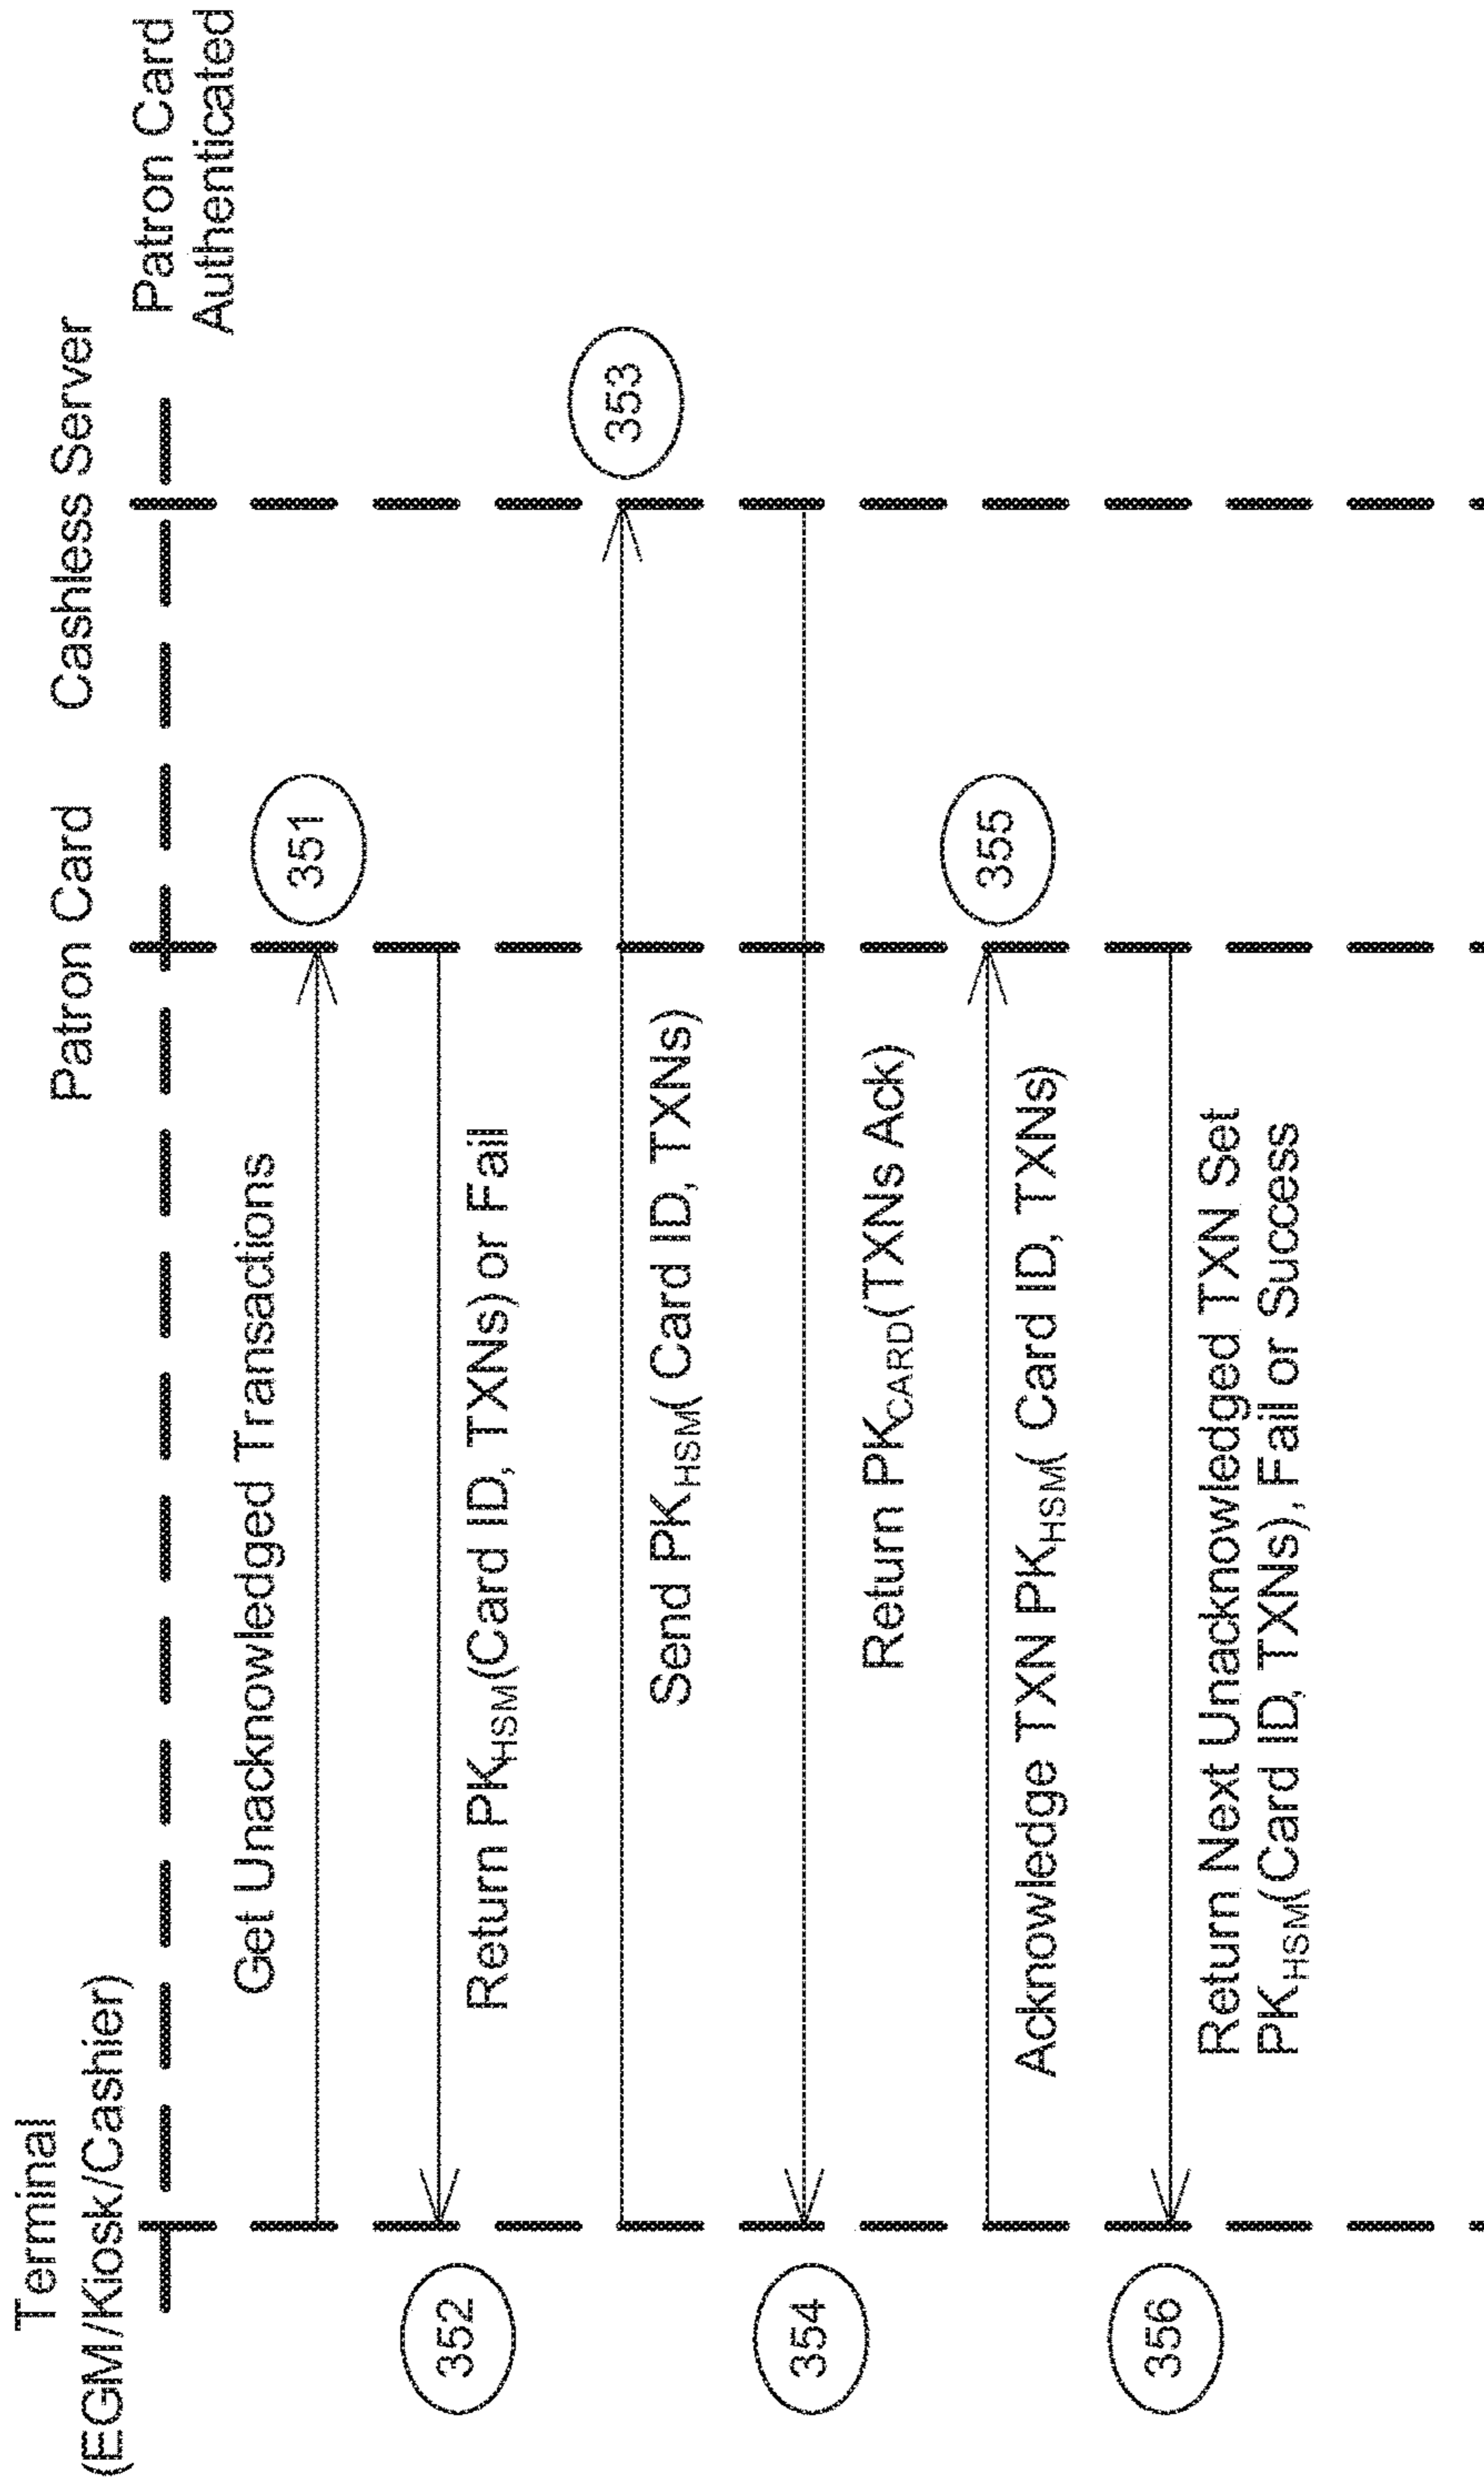 Terminal
(EGM/Kiosk/Cashier)
Patron Card
Cashless Server
Patron Card
Authenticated
Get Unacknowledged Transactions
351
352
Return PKHSM(Card ID, TXNs) or Fail
353
Send PKHSM( Card ID, TXNs)
354
Return PKCARD(TXNs Ack)
355
Acknowledge TXN PKHSM( Card ID, TXNs)
356
Return Next Unacknowledged TXN Set
PKHSM(Card ID, TXNs), Fail or Success